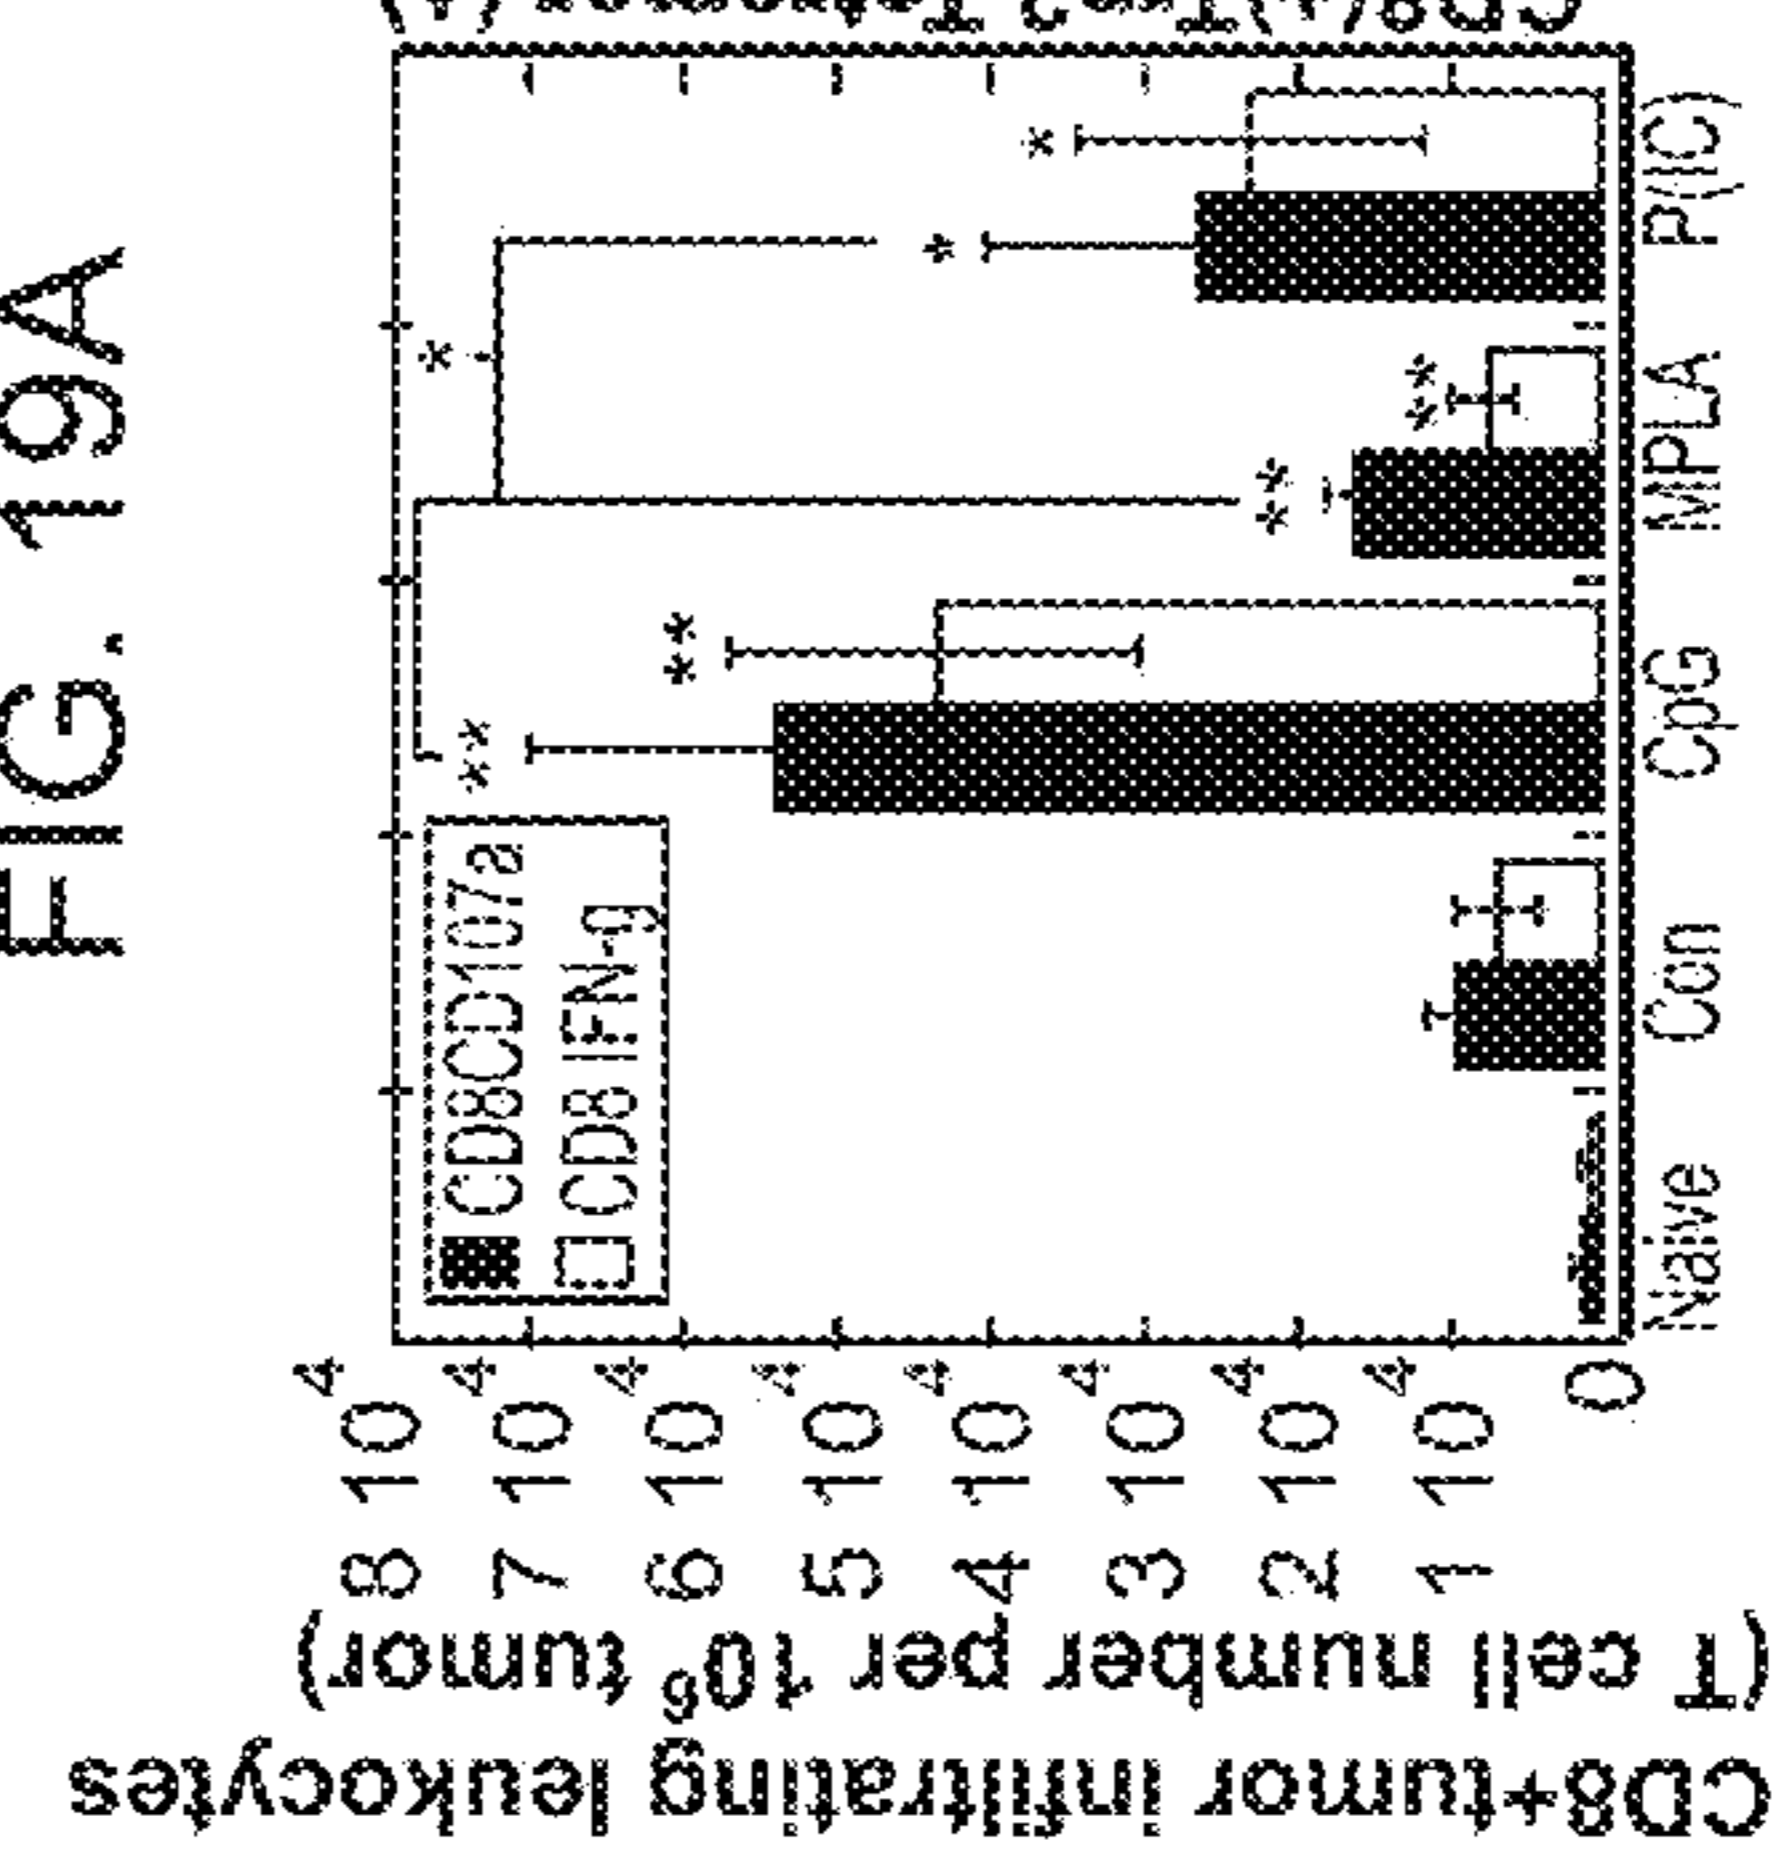 FIG. 19A
CD8+tumor infiltrating leukocytes
(T cell number per 10⁶ tumor)
8 10⁴
7 10⁴
6 10⁴
5 10⁴
4 10⁴
3 10⁴
2 10⁴
1 10⁴
0
CD8CD107a
CD8 IFN-g
*
**
**
**
**
*
*
Naive Con CpG MPLA P(IC)